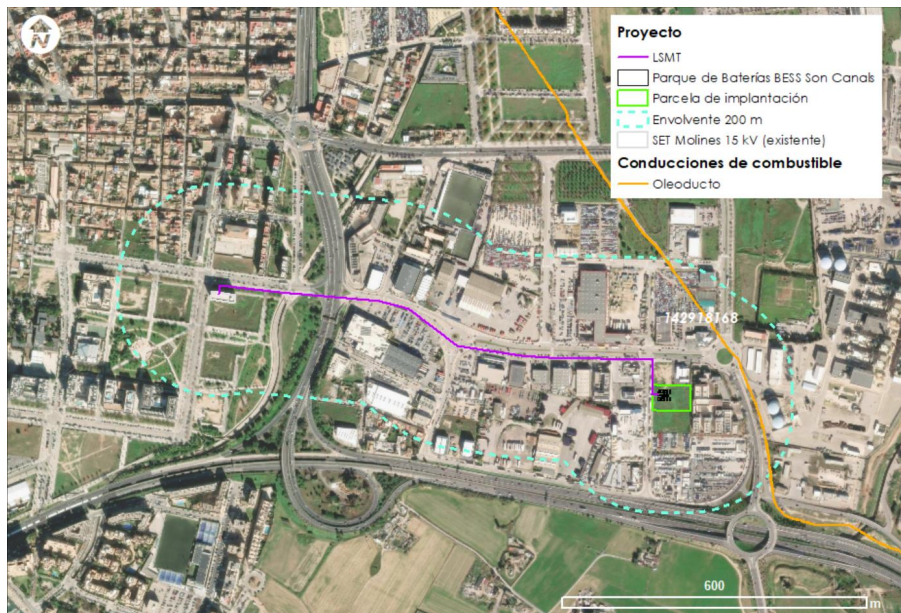 N
Proyecto
LSMT
Parque de Baterías BESS Son Canals
Parcela de implantación
Envolvente 200 m
SET Molines 15 kV (existente)
Conducciones de combustible
Oleoducto
142918168
600
m